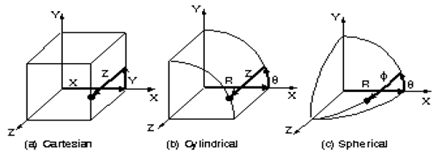 Y Y Y
X Z Y X R Z θ X R ϕ θ X
Z Z Z
(a) Cartesian (b) Cylindrical (c) Spherical